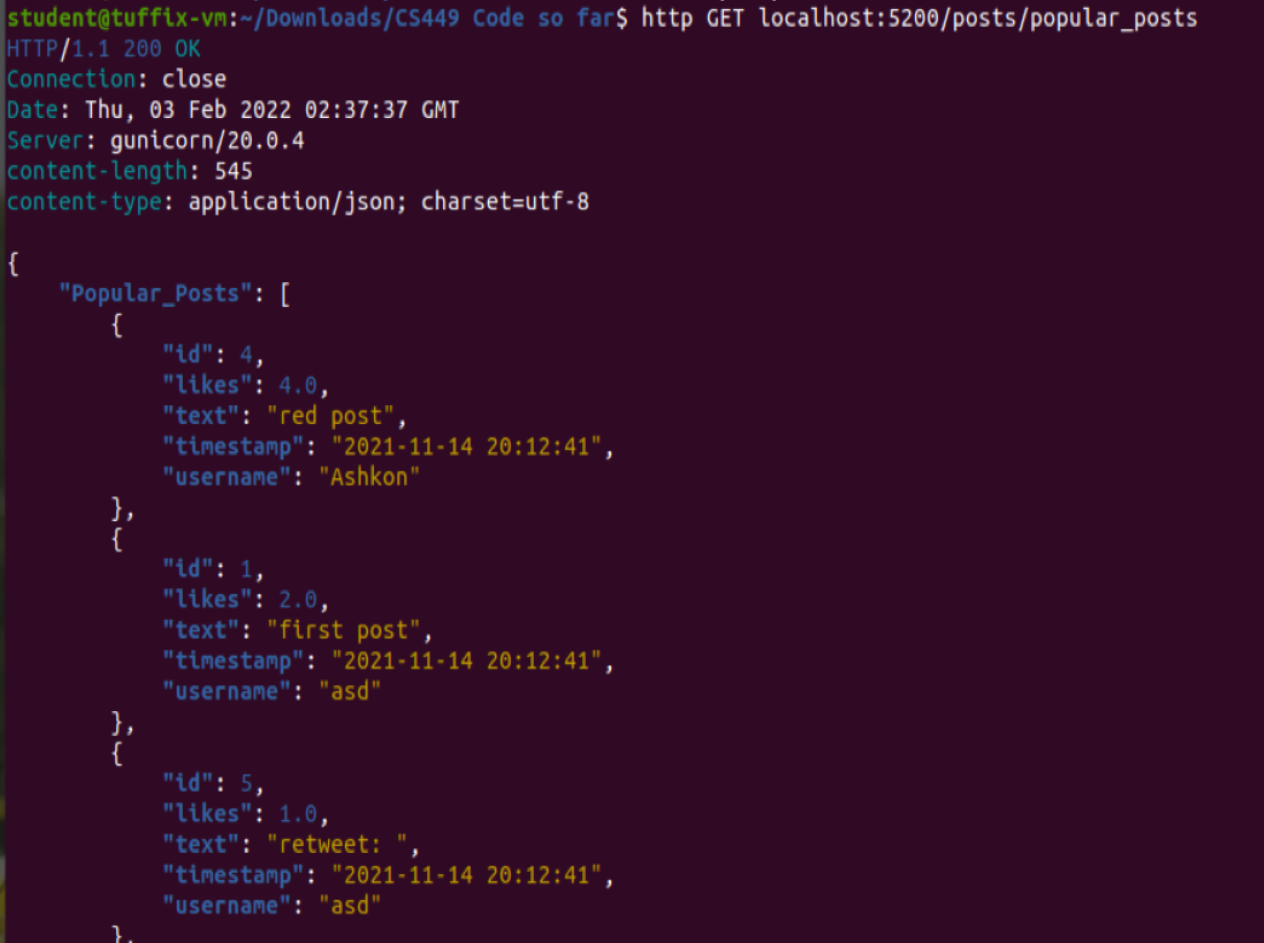 student@tuffix-vm:~/Downloads/CS449 Code so far$ http GET localhost:5200/posts/popular_posts
HTTP/1.1 200 OK
Connection: close
Date: Thu, 03 Feb 2022 02:37:37 GMT
Server: gunicorn/20.0.4
content-length: 545
content-type: application/json; charset=utf-8

{
    "Popular_Posts": [
        {
            "id": 4,
            "likes": 4.0,
            "text": "red post",
            "timestamp": "2021-11-14 20:12:41",
            "username": "Ashkon"
        },
        {
            "id": 1,
            "likes": 2.0,
            "text": "first post",
            "timestamp": "2021-11-14 20:12:41",
            "username": "asd"
        },
        {
            "id": 5,
            "likes": 1.0,
            "text": "retweet: ",
            "timestamp": "2021-11-14 20:12:41",
            "username": "asd"
        },